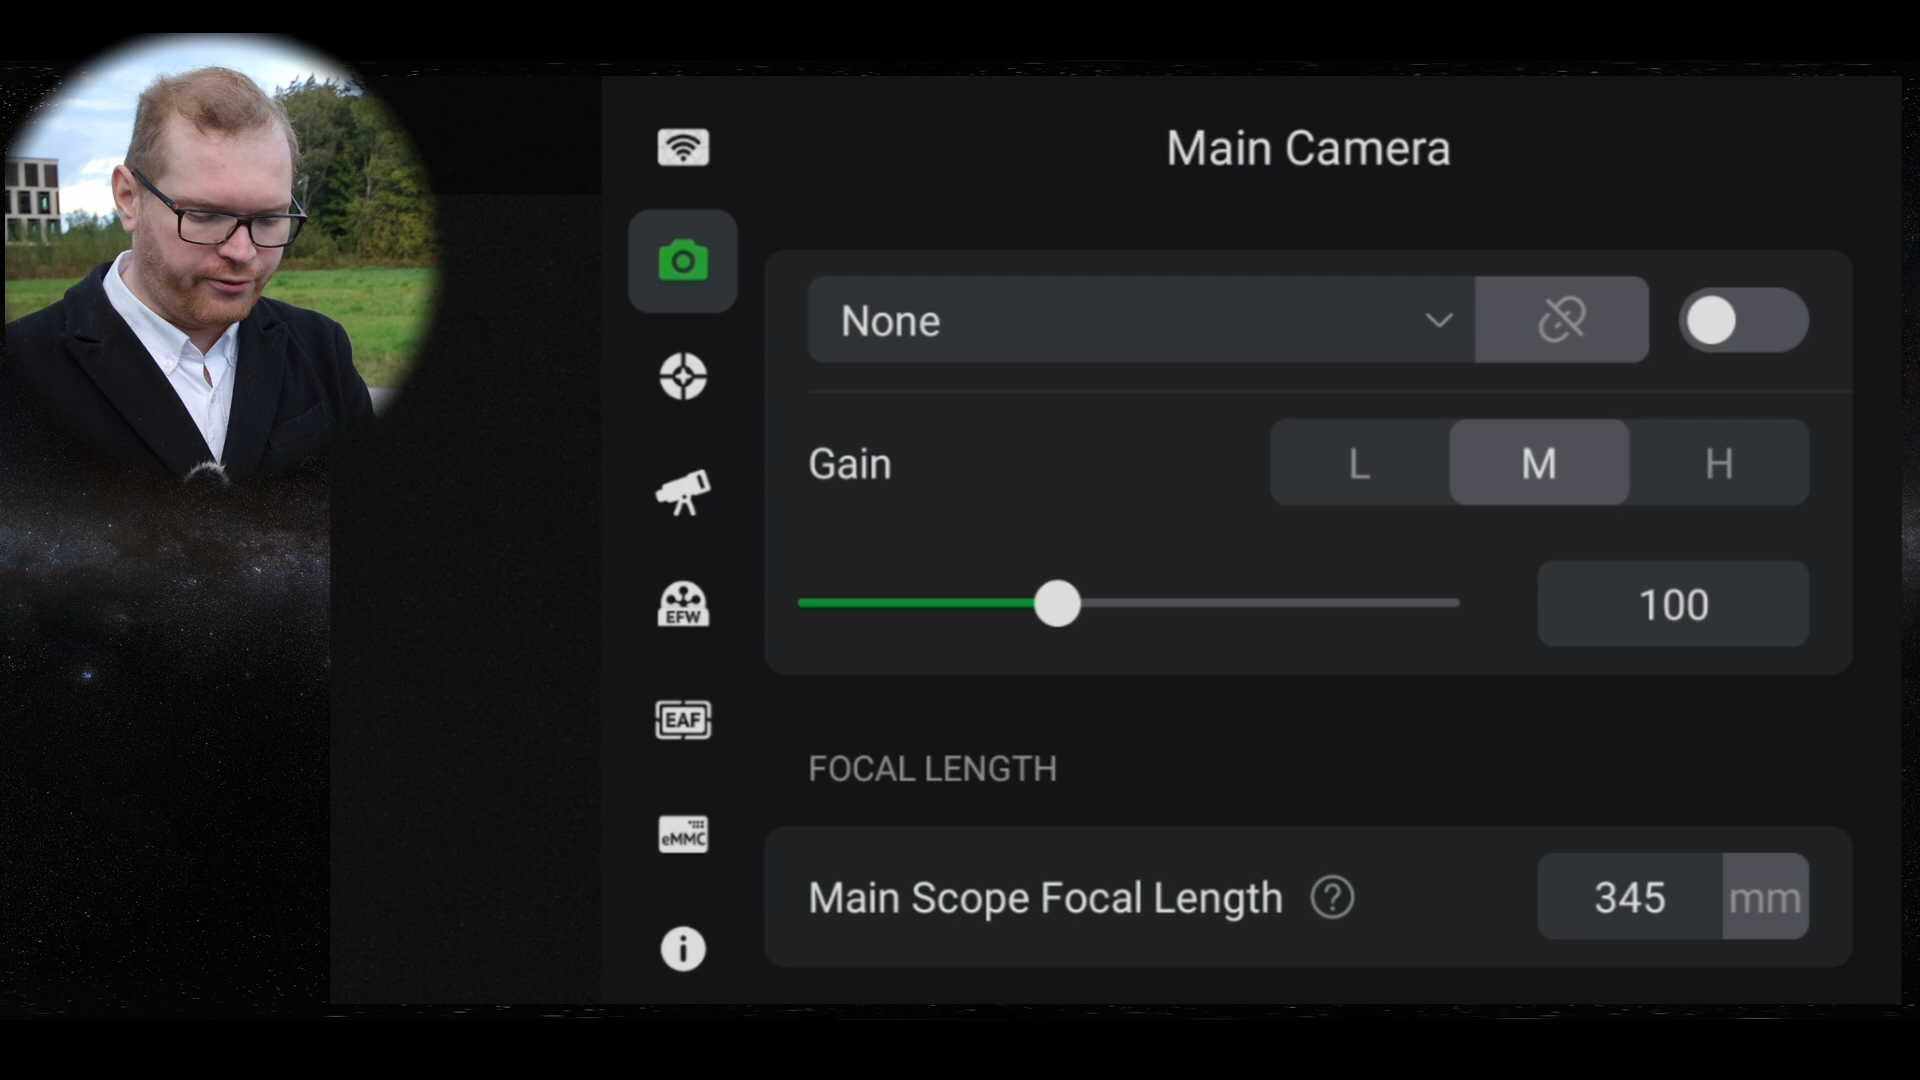 Main Camera
None
Gain
L M H
EFW
100
EAF
FOCAL LENGTH
eMMC
Main Scope Focal Length ? 345 mm
i